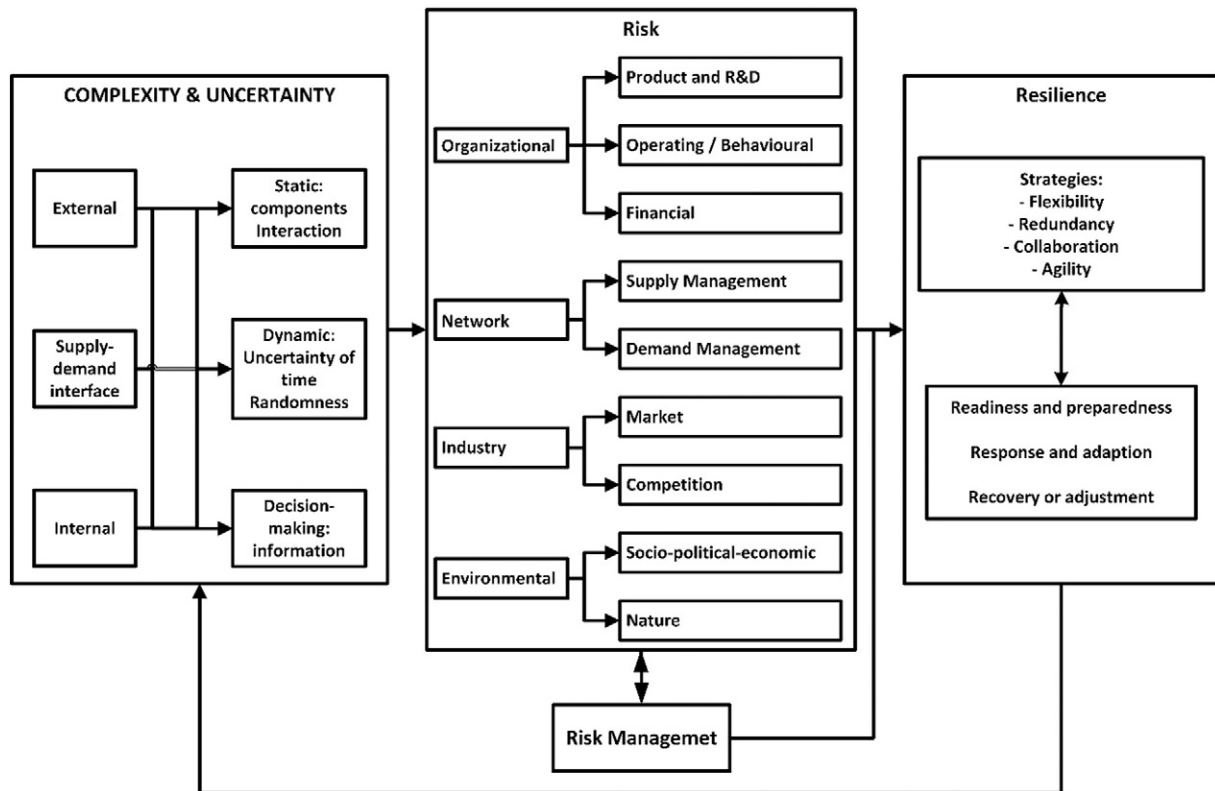 COMPLEXITY & UNCERTAINTY
External
Supply-
demand
interface
Internal
Static:
components
Interaction
Dynamic:
Uncertainty of
time
Randomness
Decision-
making:
information
Risk
Organizational
Product and R&D
Operating / Behavioural
Financial
Network
Supply Management
Demand Management
Industry
Market
Competition
Environmental
Socio-political-economic
Nature
Risk Managemet
Resilience
Strategies:
- Flexibility
- Redundancy
- Collaboration
- Agility
Readiness and preparedness
Response and adaption
Recovery or adjustment